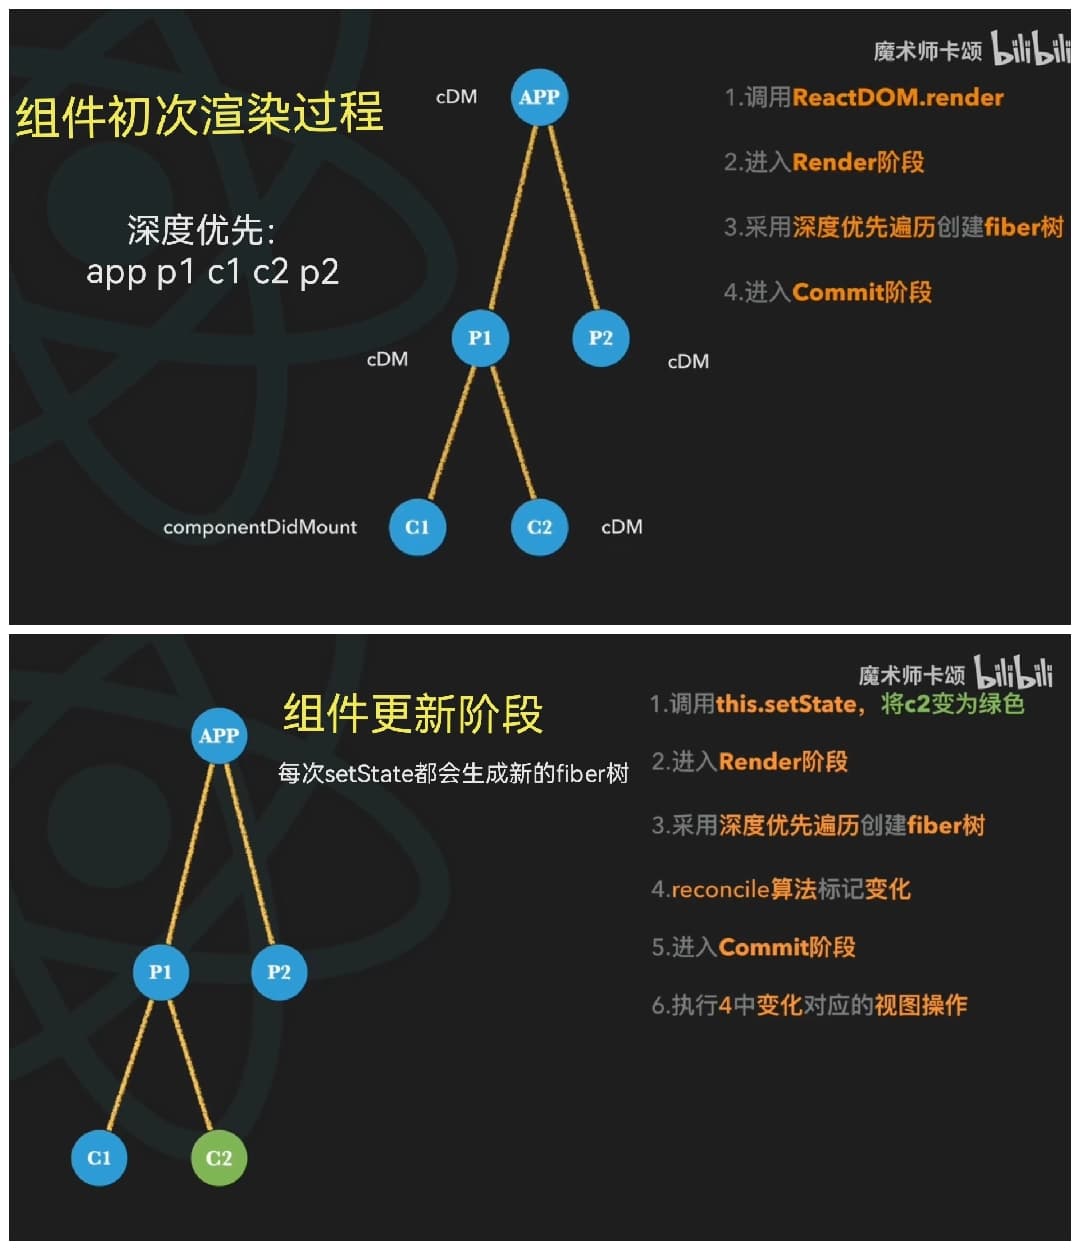 魔术师卡颂 bilibili
组件初次渲染过程
cDM
APP
1.调用ReactDOM.render
2.进入Render阶段
深度优先:
app p1 c1 c2 p2
3.采用深度优先遍历创建fiber树
4.进入Commit阶段
P1
P2
cDM
cDM
componentDidMount
C1
C2
cDM
魔术师卡颂 bilibili
组件更新阶段
1.调用this.setState，将c2变为绿色
APP
每次setState都会生成新的fiber树
2.进入Render阶段
3.采用深度优先遍历创建fiber树
4.reconcile算法标记变化
5.进入Commit阶段
P1
P2
6.执行4中变化对应的视图操作
C1
C2